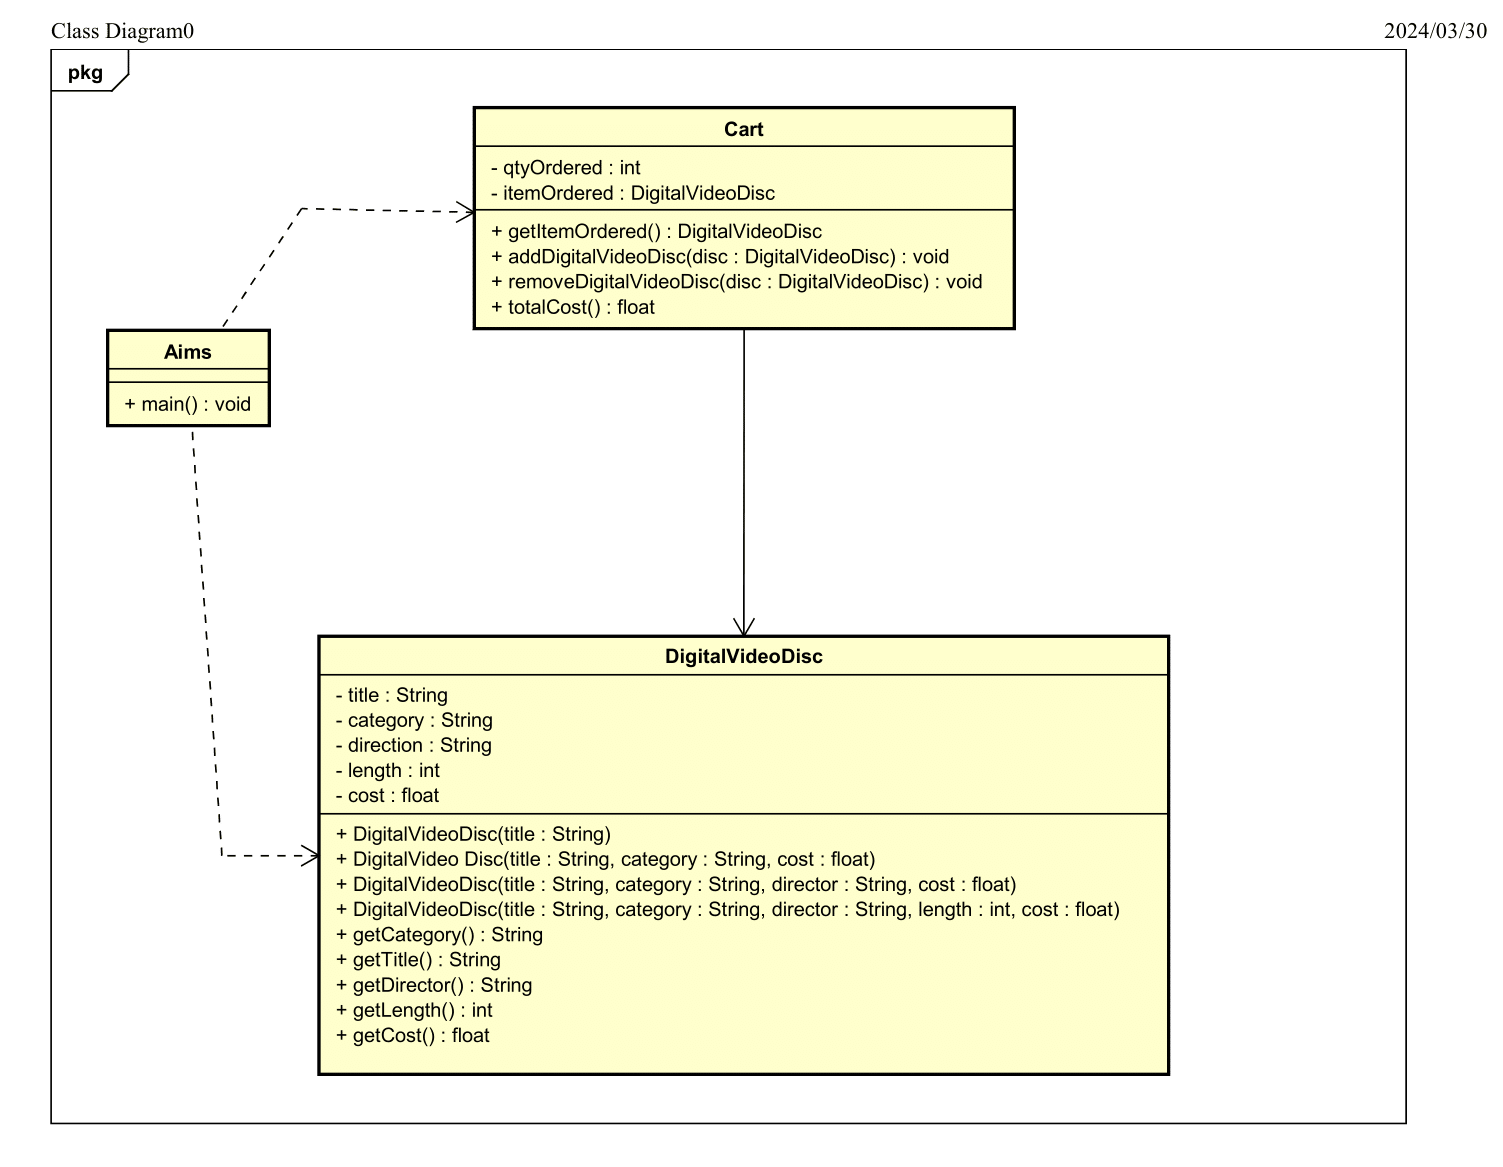 Class Diagram0
2024/03/30
pkg
Cart
- qtyOrdered : int
- itemOrdered : DigitalVideoDisc
+ getItemOrdered() : DigitalVideoDisc
+ addDigitalVideoDisc(disc : DigitalVideoDisc) : void
+ removeDigitalVideoDisc(disc : DigitalVideoDisc) : void
+ totalCost() : float
Aims
+ main() : void
DigitalVideoDisc
- title : String
- category : String
- direction : String
- length : int
- cost : float
+ DigitalVideoDisc(title : String)
+ DigitalVideo Disc(title : String, category : String, cost : float)
+ DigitalVideoDisc(title : String, category : String, director : String, cost : float)
+ DigitalVideoDisc(title : String, category : String, director : String, length : int, cost : float)
+ getCategory() : String
+ getTitle() : String
+ getDirector() : String
+ getLength() : int
+ getCost() : float